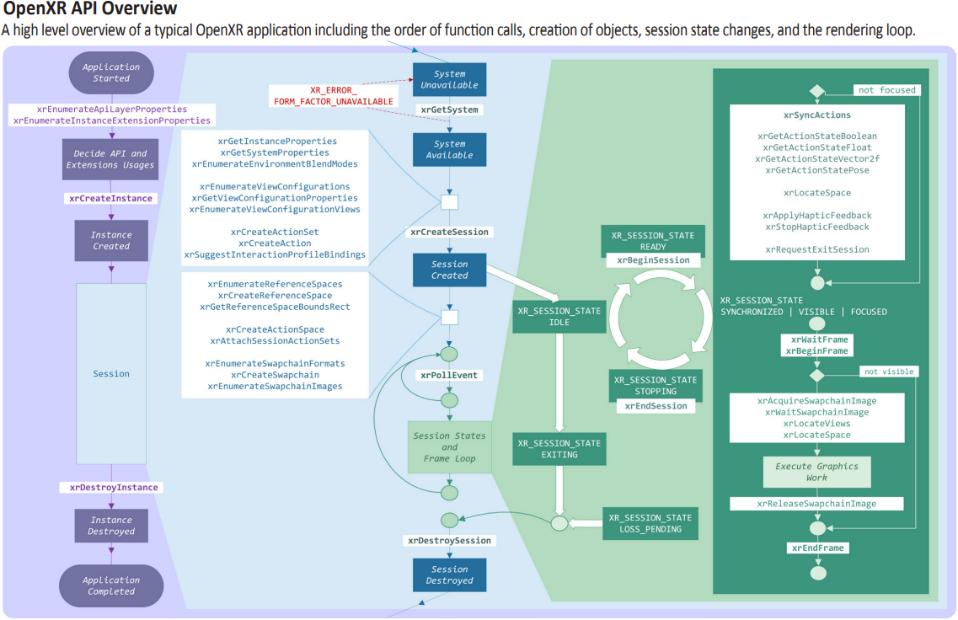 OpenXR API Overview
A high level overview of a typical OpenXR application including the order of function calls, creation of objects, session state changes, and the rendering loop.
Application
Started
xrEnumerateApiLayerProperties
xrEnumerateInstanceExtensionProperties
Decide API and
Extensions Usages
xrCreateInstance
Instance
Created
Session
xrDestroyInstance
Instance
Destroyed
Application
Completed
System
Unavailable
XR_ERROR_
FORM_FACTOR_UNAVAILABLE
xrGetSystem
System
Available
xrGetInstanceProperties
xrGetSystemProperties
xrEnumerateEnvironmentBlendModes
xrEnumerateViewConfigurations
xrGetViewConfigurationProperties
xrEnumerateViewConfigurationViews
xrCreateActionSet
xrCreateAction
xrSuggestInteractionProfileBindings
xrCreateSession
Session
Created
xrEnumerateReferenceSpaces
xrCreateReferenceSpace
xrGetReferenceSpaceBoundsRect
xrCreateActionSpace
xrAttachSessionActionSets
xrEnumerateSwapchainFormats
xrCreateSwapchain
xrEnumerateSwapchainImages
xrPollEvent
Session States
and
Frame Loop
xrDestroySession
Session
Destroyed
XR_SESSION_STATE
IDLE
XR_SESSION_STATE
EXITING
XR_SESSION_STATE
LOSS_PENDING
XR_SESSION_STATE
READY
xrBeginSession
XR_SESSION_STATE
STOPPING
xrEndSession
not focused
xrSyncActions
xrGetActionStateBoolean
xrGetActionStateFloat
xrGetActionStateVector2f
xrGetActionStatePose
xrLocateSpace
xrApplyHapticFeedback
xrStopHapticFeedback
xrRequestExitSession
XR_SESSION_STATE
SYNCHRONIZED | VISIBLE | FOCUSED
xrWaitFrame
xrBeginFrame
not visible
xrAcquireSwapchainImage
xrWaitSwapchainImage
xrLocateViews
xrLocateSpace
Execute Graphics
Work
xrReleaseSwapchainImage
xrEndFrame